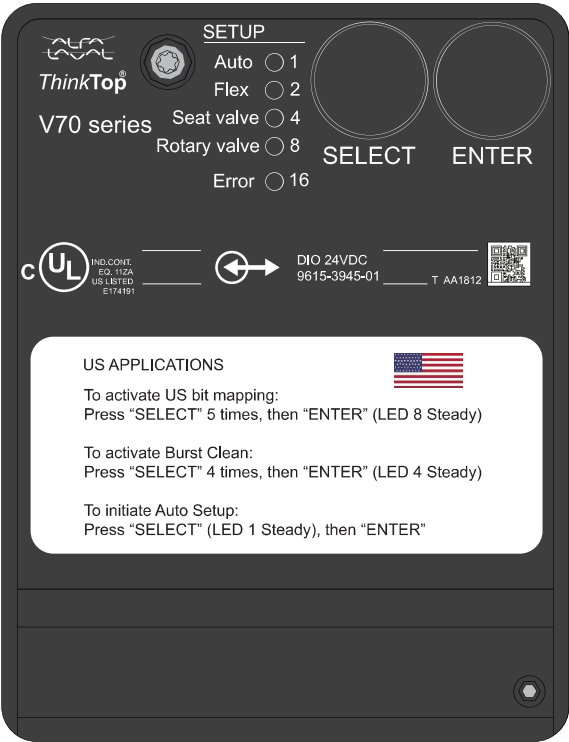 ALFA
LAVAL
ThinkTop®
V70 series
SETUP
Auto 1
Flex 2
Seat valve 4
Rotary valve 8
Error 16
SELECT
ENTER
C UL
IND.CONT.
EQ. 11ZA
US LISTED
E174191
DIO 24VDC
9615-3945-01
T AA1812
US APPLICATIONS
To activate US bit mapping:
Press “SELECT” 5 times, then “ENTER” (LED 8 Steady)
To activate Burst Clean:
Press “SELECT” 4 times, then “ENTER” (LED 4 Steady)
To initiate Auto Setup:
Press “SELECT” (LED 1 Steady), then “ENTER”